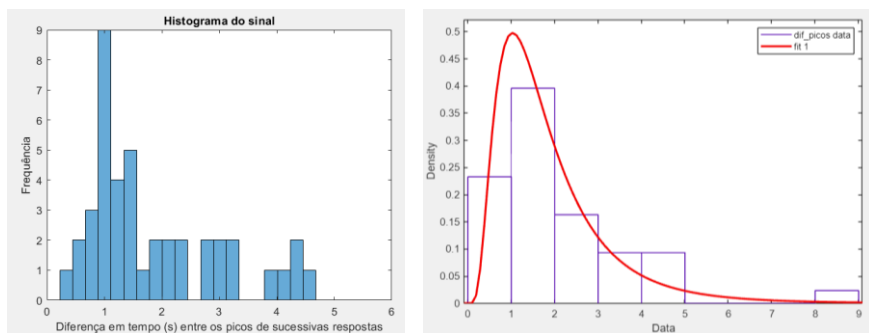 Histograma do sinal
9
8
7
6
5
4
3
2
1
0
Frequência
0 1 2 3 4 5 6
Diferença em tempo (s) entre os picos de sucessivas respostas
dif_picos data
fit 1
0.5
0.45
0.4
0.35
0.3
0.25
0.2
0.15
0.1
0.05
0
Density
0 1 2 3 4 5 6 7 8 9
Data